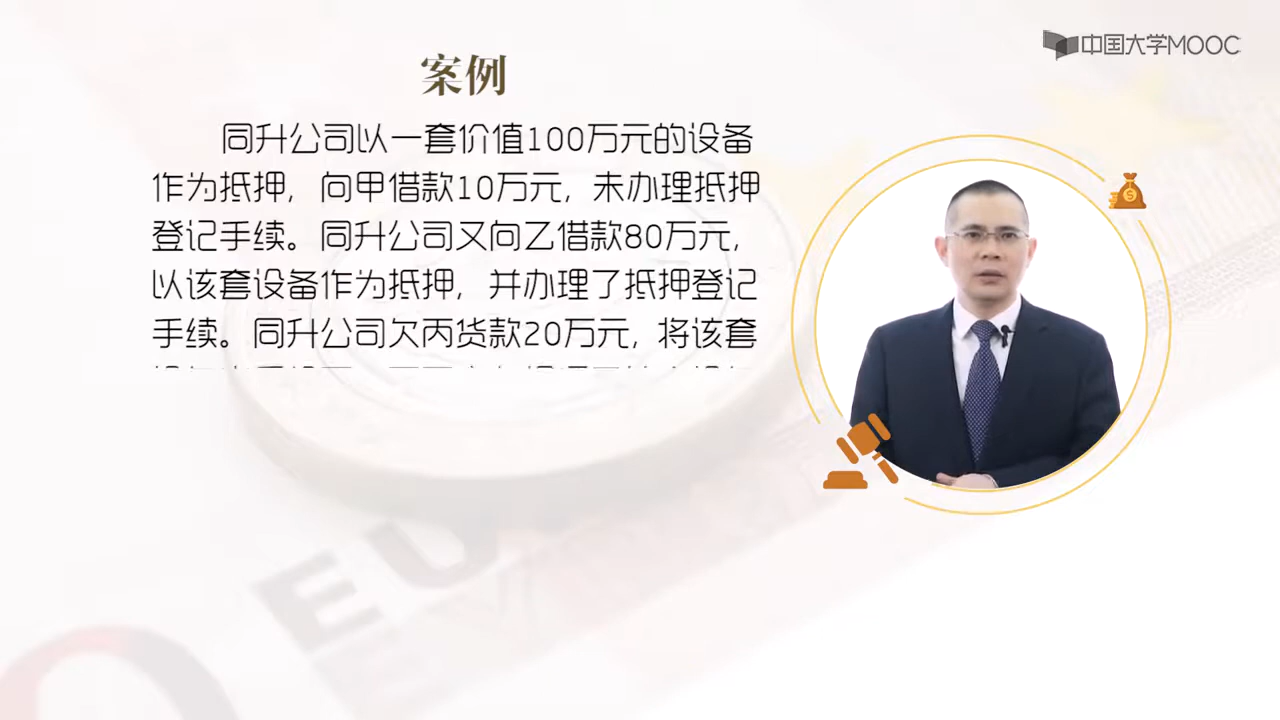 中国大学MOOC
案例
同升公司以一套价值100万元的设备
作为抵押，向甲借款10万元，未办理抵押
登记手续。同升公司又向乙借款80万元，
以该套设备作为抵押，并办理了抵押登记
手续。同升公司欠丙货款20万元，将该套
EU